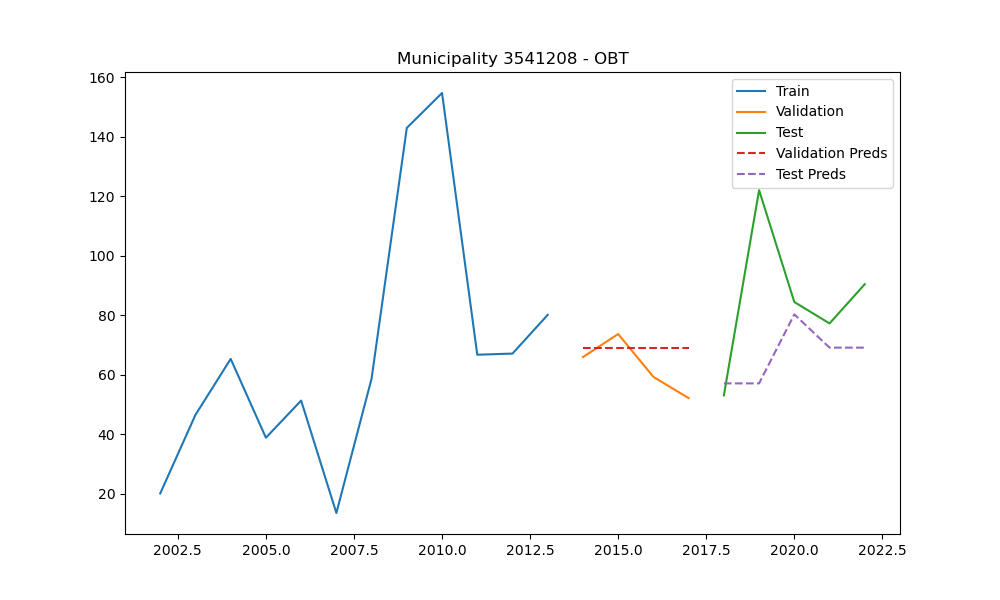 Municipality 3541208 - OBT
160
140
120
100
80
60
40
20
Train
Validation
Test
Validation Preds
Test Preds
2002.5 2005.0 2007.5 2010.0 2012.5 2015.0 2017.5 2020.0 2022.5